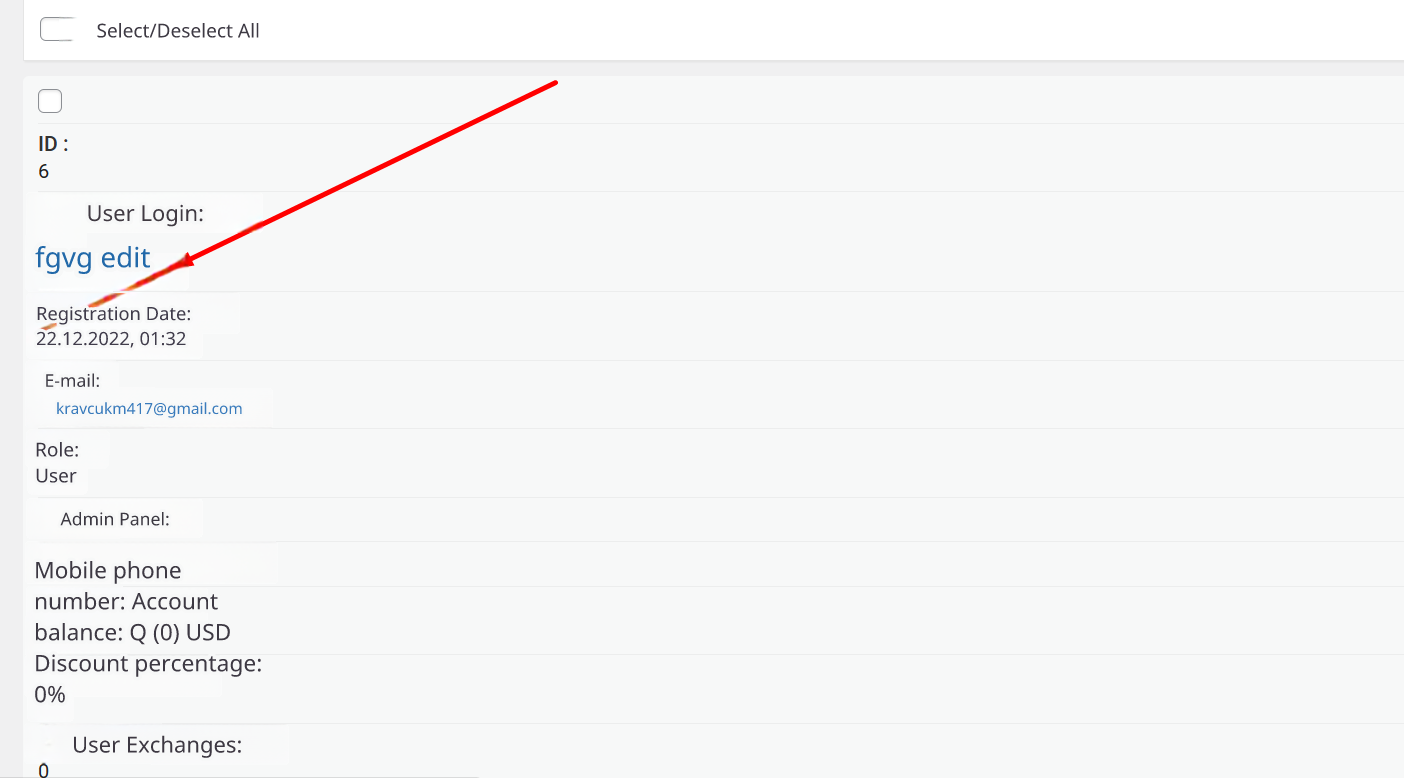 Select/Deselect All
ID :
6
User Login:
fgvg edit
Registration Date:
22.12.2022, 01:32
E-mail:
kravcukm417@gmail.com
Role:
User
Admin Panel:
Mobile phone
number: Account
balance: Q (0) USD
Discount percentage:
0%
User Exchanges:
0